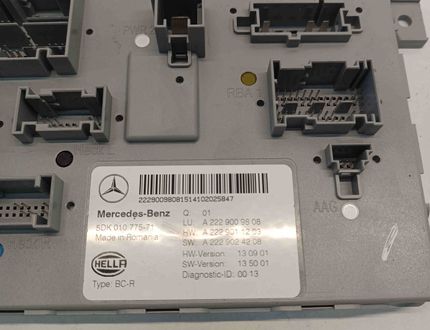 PWR
RBA 1
2229009808151410202584​7
Mercedes-Benz Q: 01
5DK 010 775-71 LU: A 222 900 98 08
Made in Romania HW: A 222 901 12 03
SW: A 222 902 42 08
HW-Version: 13 09 01
HELLA SW-Version: 13 50 01
Type: BC-R Diagnostic-ID: 00 13
AAG